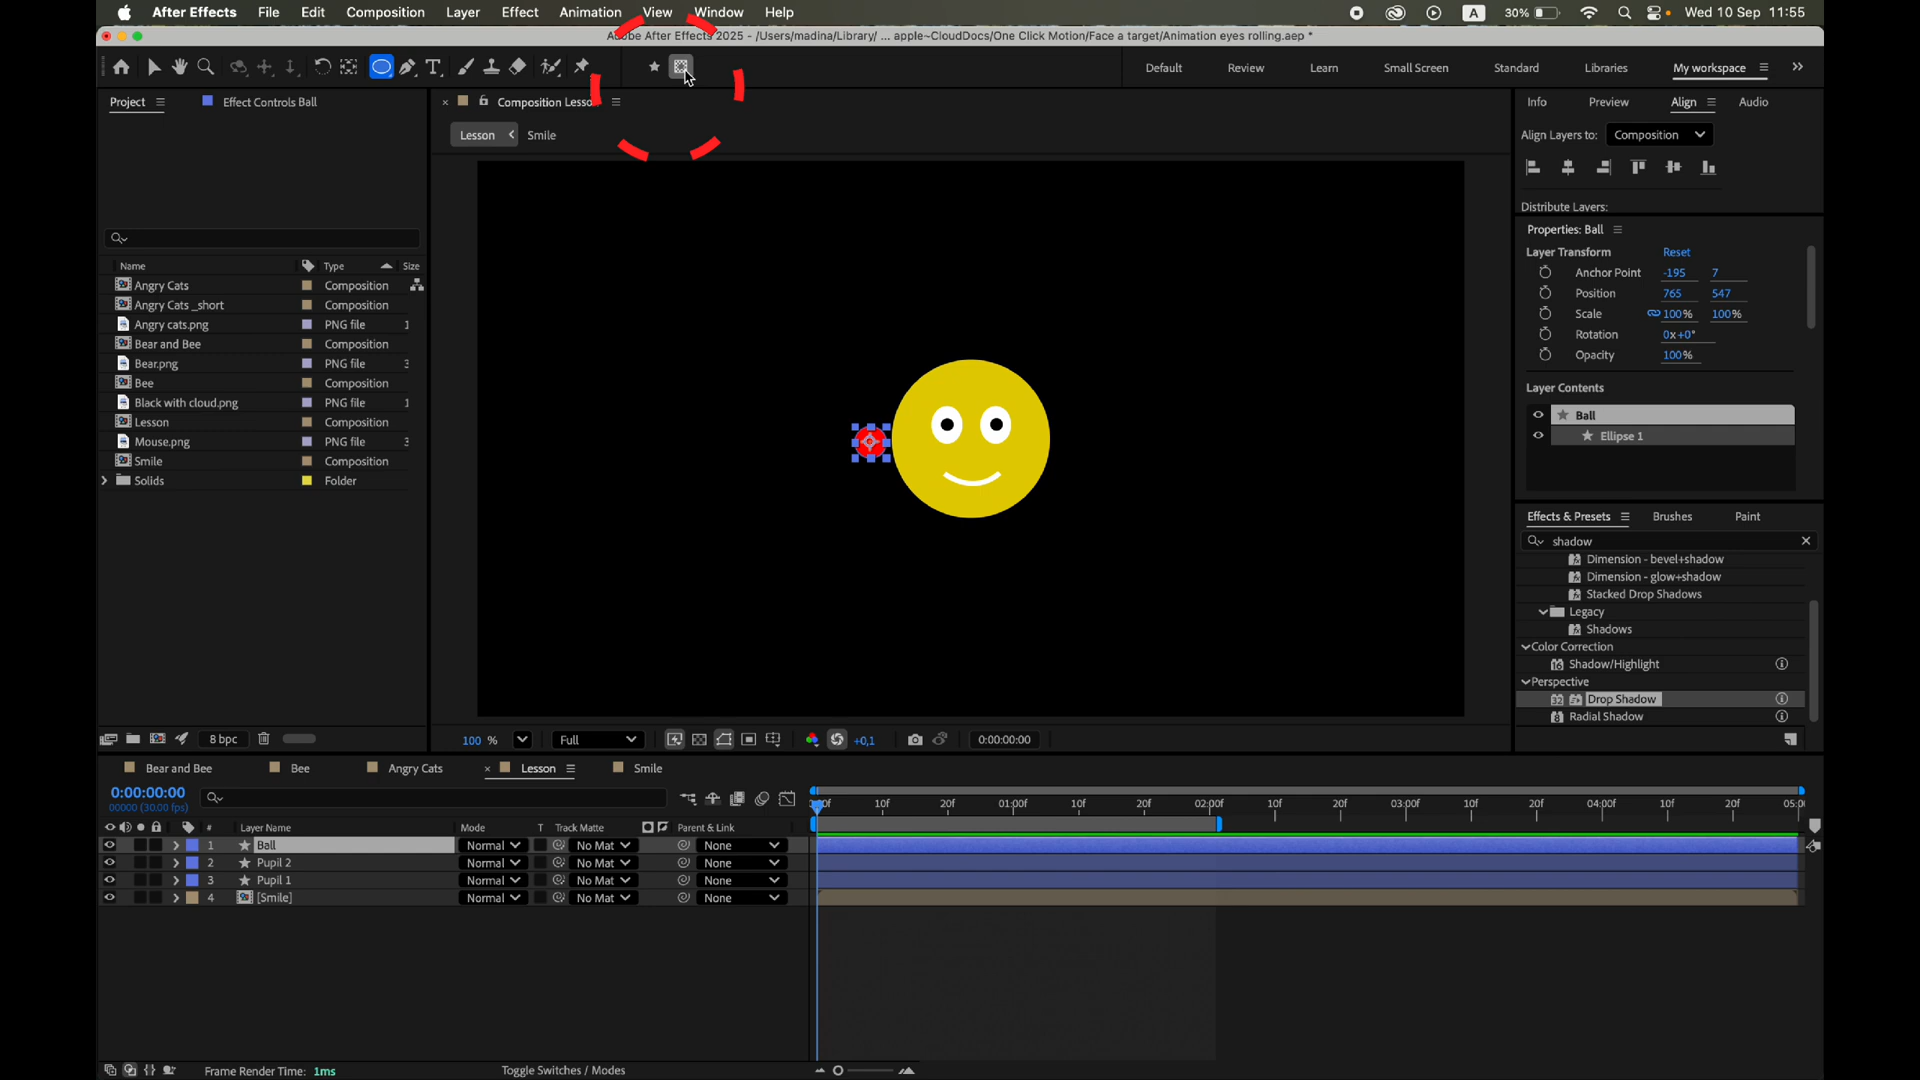 After Effects File Edit Composition Layer Effect Animation View Window Help A 30% Wed 10 Sep 11:55
Adobe After Effects 2025 - /Users/madina/Library/ ... apple~CloudDocs/One Click Motion/Face a target/Animation eyes rolling.aep *
T Default Review Learn Small Screen Standard Libraries My workspace
Project Effect Controls Ball
Composition Lesson
Info Preview Align Audio
Lesson Smile
Align Layers to: Composition
Distribute Layers:
Properties: Ball
Layer Transform Reset
Anchor Point -195 7
Position 765 547
Scale 100% 100%
Rotation 0x+0°
Opacity 100%
Layer Contents
Ball
Ellipse 1
Name Type Size
Angry Cats Composition
Angry Cats _short Composition
Angry cats.png PNG file 1
Bear and Bee Composition
Bear.png PNG file 3
Bee Composition
Black with cloud.png PNG file 1
Lesson Composition
Mouse.png PNG file 3
Smile Composition
Solids Folder
Effects & Presets Brushes Paint
shadow
Dimension - bevel+shadow
Dimension - glow+shadow
Stacked Drop Shadows
Legacy
Shadows
Color Correction
Shadow/Highlight
Perspective
Drop Shadow
Radial Shadow
8 bpc
100 % Full +0,1 0:00:00:00
Bear and Bee Bee Angry Cats Lesson Smile
0:00:00:00
00000 (30.00 fps)
10f 20f 01:00f 10f 20f 02:00f 10f 20f 03:00f 10f 20f 04:00f 10f 20f
# Layer Name Mode T Track Matte Parent & Link
1 Ball Normal No Mat None
2 Pupil 2 Normal No Mat None
3 Pupil 1 Normal No Mat None
4 [Smile] Normal No Mat None
Frame Render Time: 1ms Toggle Switches / Modes